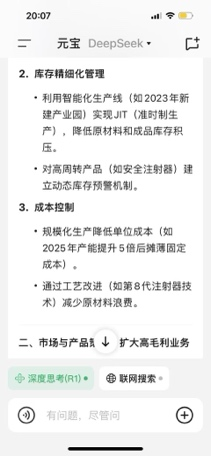 20:07
元宝 DeepSeek
2. 库存精细化管理
• 利用智能化生产线（如2023年新
建产业园）实现JIT（准时制生
产），降低原材料和成品库存积
压。
• 对高周转产品（如安全注射器）建
立动态库存预警机制。
3. 成本控制
• 规模化生产降低单位成本（如
2025年产能提升5倍后摊薄固定
成本）。
• 通过工艺改进（如第8代注射器技
术）减少原材料浪费。
二、市场与产品 扩大高毛利业务
深度思考(R1) 联网搜索
有问题，尽管问